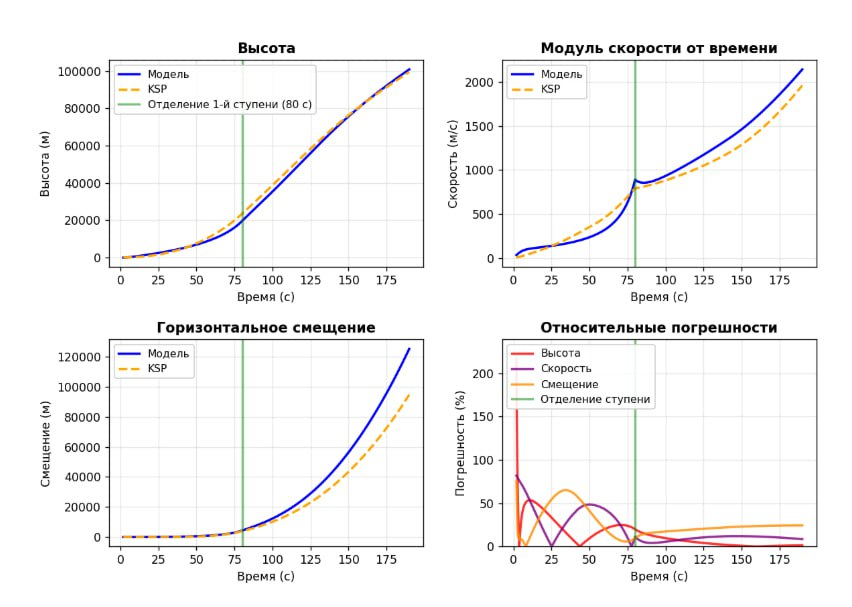 Высота
Высота (м)
100000
80000
60000
40000
20000
0
Модель
KSP
Отделение 1-й ступени (80 с)
0 25 50 75 100 125 150 175
Время (с)
Модуль скорости от времени
Скорость (м/с)
2000
1500
1000
500
0
Модель
KSP
0 25 50 75 100 125 150 175
Время (с)
Горизонтальное смещение
Смещение (м)
120000
100000
80000
60000
40000
20000
0
Модель
KSP
0 25 50 75 100 125 150 175
Время (с)
Относительные погрешности
Погрешность (%)
200
150
100
50
0
Высота
Скорость
Смещение
Отделение ступени
0 25 50 75 100 125 150 175
Время (с)